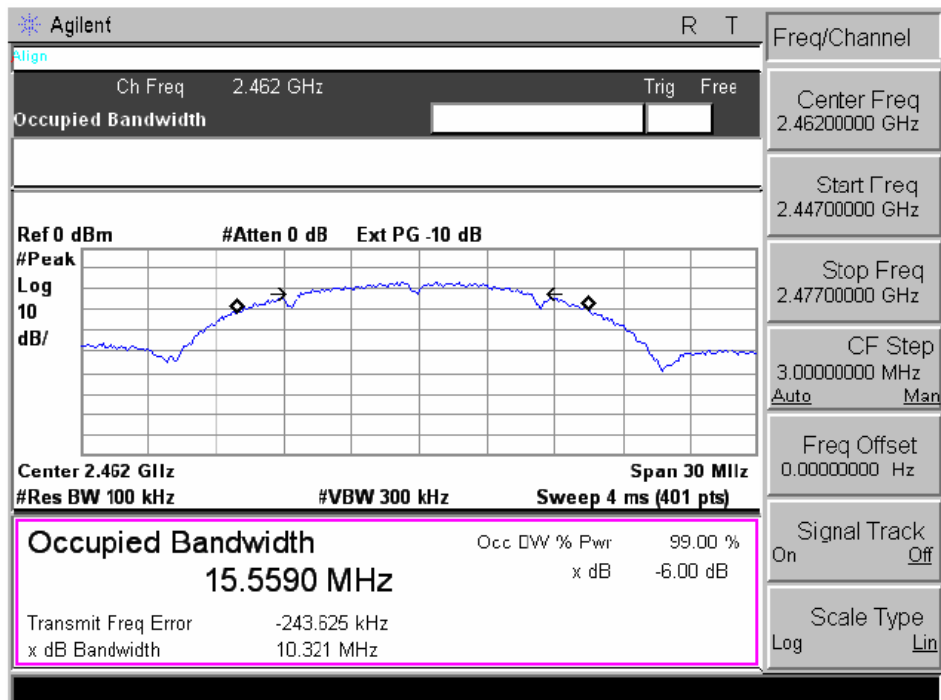 Agilent R T
Align
Ch Freq 2.462 GHz Trig Free
Occupied Bandwidth
Ref 0 dBm #Atten 0 dB Ext PG -10 dB
#Peak
Log
10
dB/
Center 2.462 GHz Span 30 MHz
#Res BW 100 kHz #VBW 300 kHz Sweep 4 ms (401 pts)
Occupied Bandwidth
15.5590 MHz
Occ BW % Pwr 99.00 %
x dB -6.00 dB
Transmit Freq Error -243.625 kHz
x dB Bandwidth 10.321 MHz
Freq/Channel
Center Freq
2.46200000 GHz
Start Freq
2.44700000 GHz
Stop Freq
2.47700000 GHz
CF Step
3.00000000 MHz
Auto Man
Freq Offset
0.00000000 Hz
Signal Track
On Off
Scale Type
Log Lin